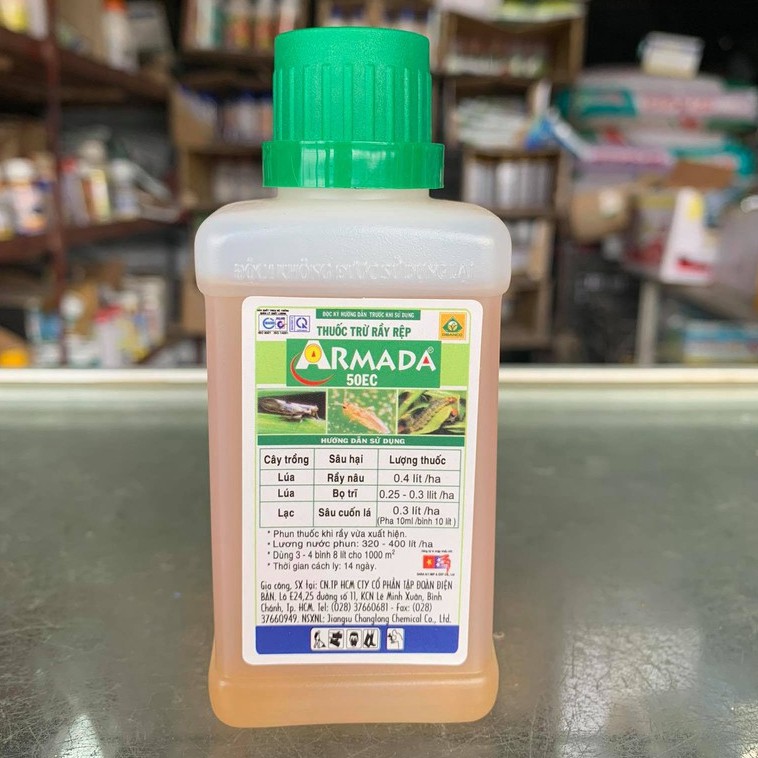 ĐỌC KỸ HƯỚNG DẪN TRƯỚC KHI SỬ DỤNG
THUỐC TRỪ RẦY RỆP
ARMADA®
50EC
HƯỚNG DẪN SỬ DỤNG
Cây trồng Sâu hại Lượng thuốc
Lúa Rầy nâu 0.4 lít /ha
Lúa Bọ trĩ 0.25 - 0.3 llít /ha
Lạc Sâu cuốn lá 0.3 lít /ha
(Pha 10ml /bình 10 lít )
* Phun thuốc khi rầy vừa xuất hiện.
* Lương nước phun: 320 - 400 lít /ha
* Dùng 3 - 4 bình 8 lít cho 1000 m²
* Thời gian cách ly: 14 ngày.
Gia công, SX tại: CN.TP HCM CTY CỔ PHẦN TẬP ĐOÀN ĐIỆN
BÀN. Lô E24,25 đường số 11, KCN Lê Minh Xuân, Bình
Chánh, Tp. HCM. Tel: (028) 37660681 - Fax: (028)
37660949. NSXNL: Jiangsu Changlong Chemical Co., Ltd.